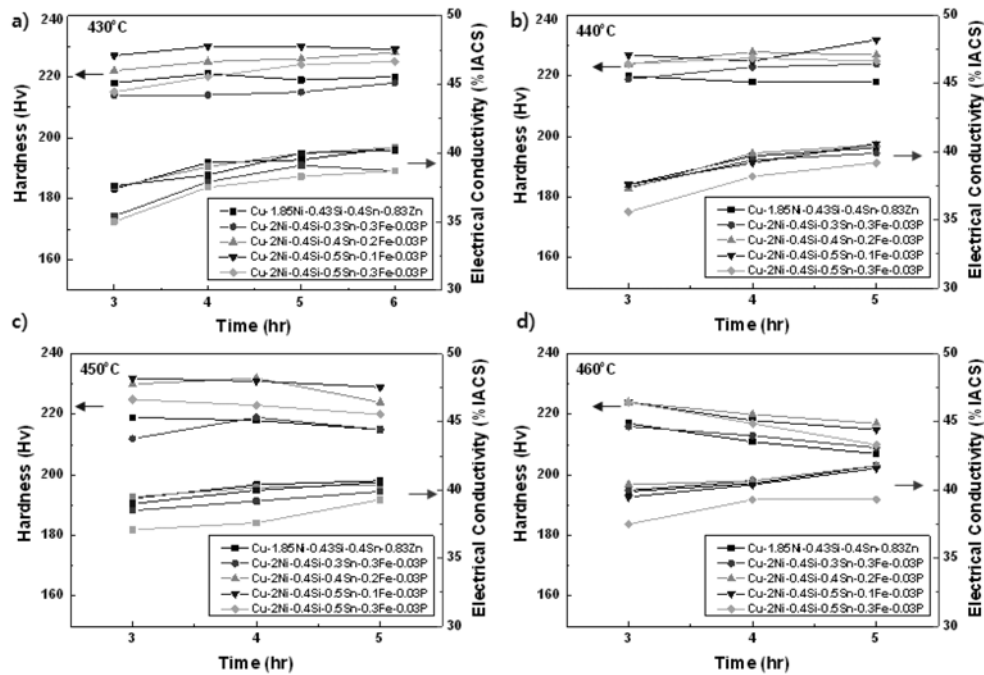 a)
430°C
Hardness (Hv)
240
220
200
180
160
50
45
40
35
30
Electrical Conductivity (% IACS)
Cu-1.85Ni-0.43Si-0.4Sn-0.83Zn
Cu-2Ni-0.4Si-0.3Sn-0.3Fe-0.03P
Cu-2Ni-0.4Si-0.4Sn-0.2Fe-0.03P
Cu-2Ni-0.4Si-0.5Sn-0.1Fe-0.03P
Cu-2Ni-0.4Si-0.5Sn-0.3Fe-0.03P
3 4 5 6
Time (hr)
b)
440°C
Hardness (Hv)
240
220
200
180
160
50
45
40
35
30
Electrical Conductivity (% IACS)
Cu-1.85Ni-0.43Si-0.4Sn-0.83Zn
Cu-2Ni-0.4Si-0.3Sn-0.3Fe-0.03P
Cu-2Ni-0.4Si-0.4Sn-0.2Fe-0.03P
Cu-2Ni-0.4Si-0.5Sn-0.1Fe-0.03P
Cu-2Ni-0.4Si-0.5Sn-0.3Fe-0.03P
3 4 5
Time (hr)
c)
450°C
Hardness (Hv)
240
220
200
180
160
50
45
40
35
30
Electrical Conductivity (% IACS)
Cu-1.85Ni-0.43Si-0.4Sn-0.83Zn
Cu-2Ni-0.4Si-0.3Sn-0.3Fe-0.03P
Cu-2Ni-0.4Si-0.4Sn-0.2Fe-0.03P
Cu-2Ni-0.4Si-0.5Sn-0.1Fe-0.03P
Cu-2Ni-0.4Si-0.5Sn-0.3Fe-0.03P
3 4 5
Time (hr)
d)
460°C
Hardness (Hv)
240
220
200
180
160
50
45
40
35
30
Electrical Conductivity (% IACS)
Cu-1.85Ni-0.43Si-0.4Sn-0.83Zn
Cu-2Ni-0.4Si-0.3Sn-0.3Fe-0.03P
Cu-2Ni-0.4Si-0.4Sn-0.2Fe-0.03P
Cu-2Ni-0.4Si-0.5Sn-0.1Fe-0.03P
Cu-2Ni-0.4Si-0.5Sn-0.3Fe-0.03P
3 4 5
Time (hr)